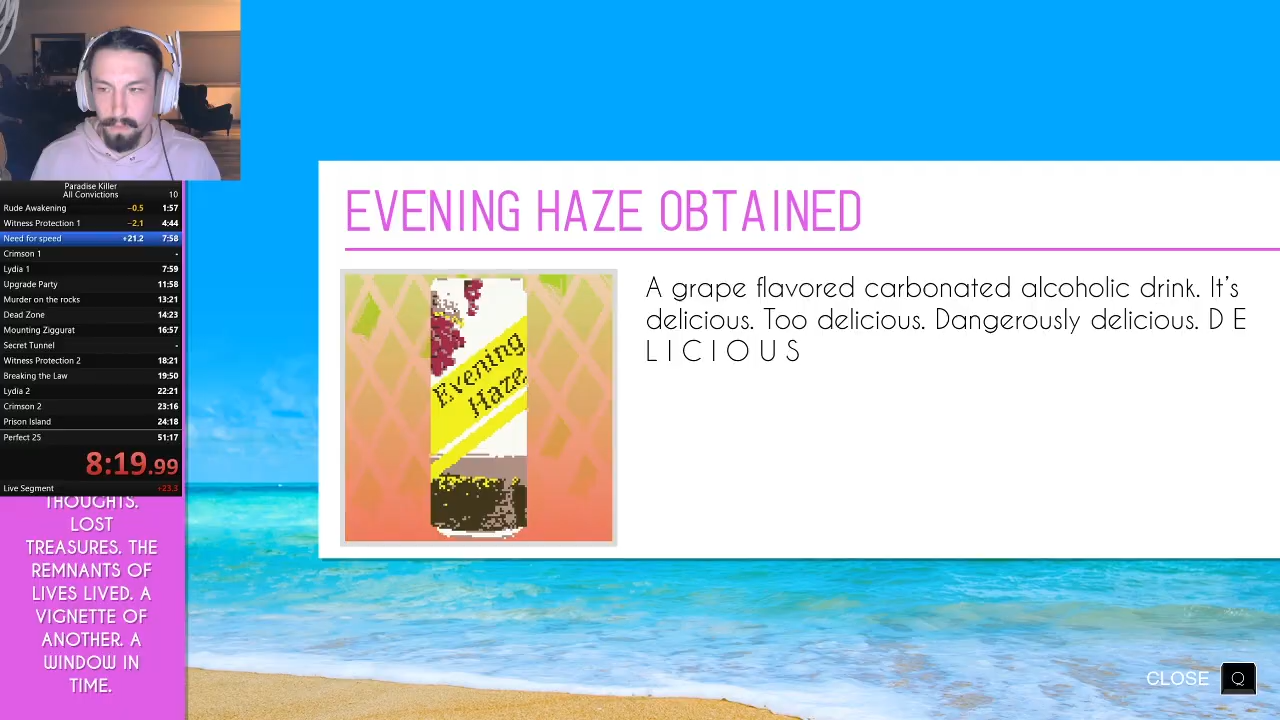 Paradise Killer
All Convictions 10
Rude Awakening −0.5 1:57
Witness Protection 1 −2.1 4:44
Need for speed +21.2 7:58
Crimson 1 -
Lydia 1 7:59
Upgrade Party 11:58
Murder on the rocks 13:21
Dead Zone 14:23
Mounting Ziggurat 16:57
Secret Tunnel -
Witness Protection 2 18:21
Breaking the Law 19:50
Lydia 2 22:21
Crimson 2 23:16
Prison Island 24:18
Perfect 25 51:17
8:19.99
Live Segment +23.3
THOUGHTS.
LOST
TREASURES. THE
REMNANTS OF
LIVES LIVED. A
VIGNETTE OF
ANOTHER. A
WINDOW IN
TIME.
EVENING HAZE OBTAINED
Evening
Haze.
A grape flavored carbonated alcoholic drink. It's
delicious. Too delicious. Dangerously delicious. D E
L I C I O U S
CLOSE Q